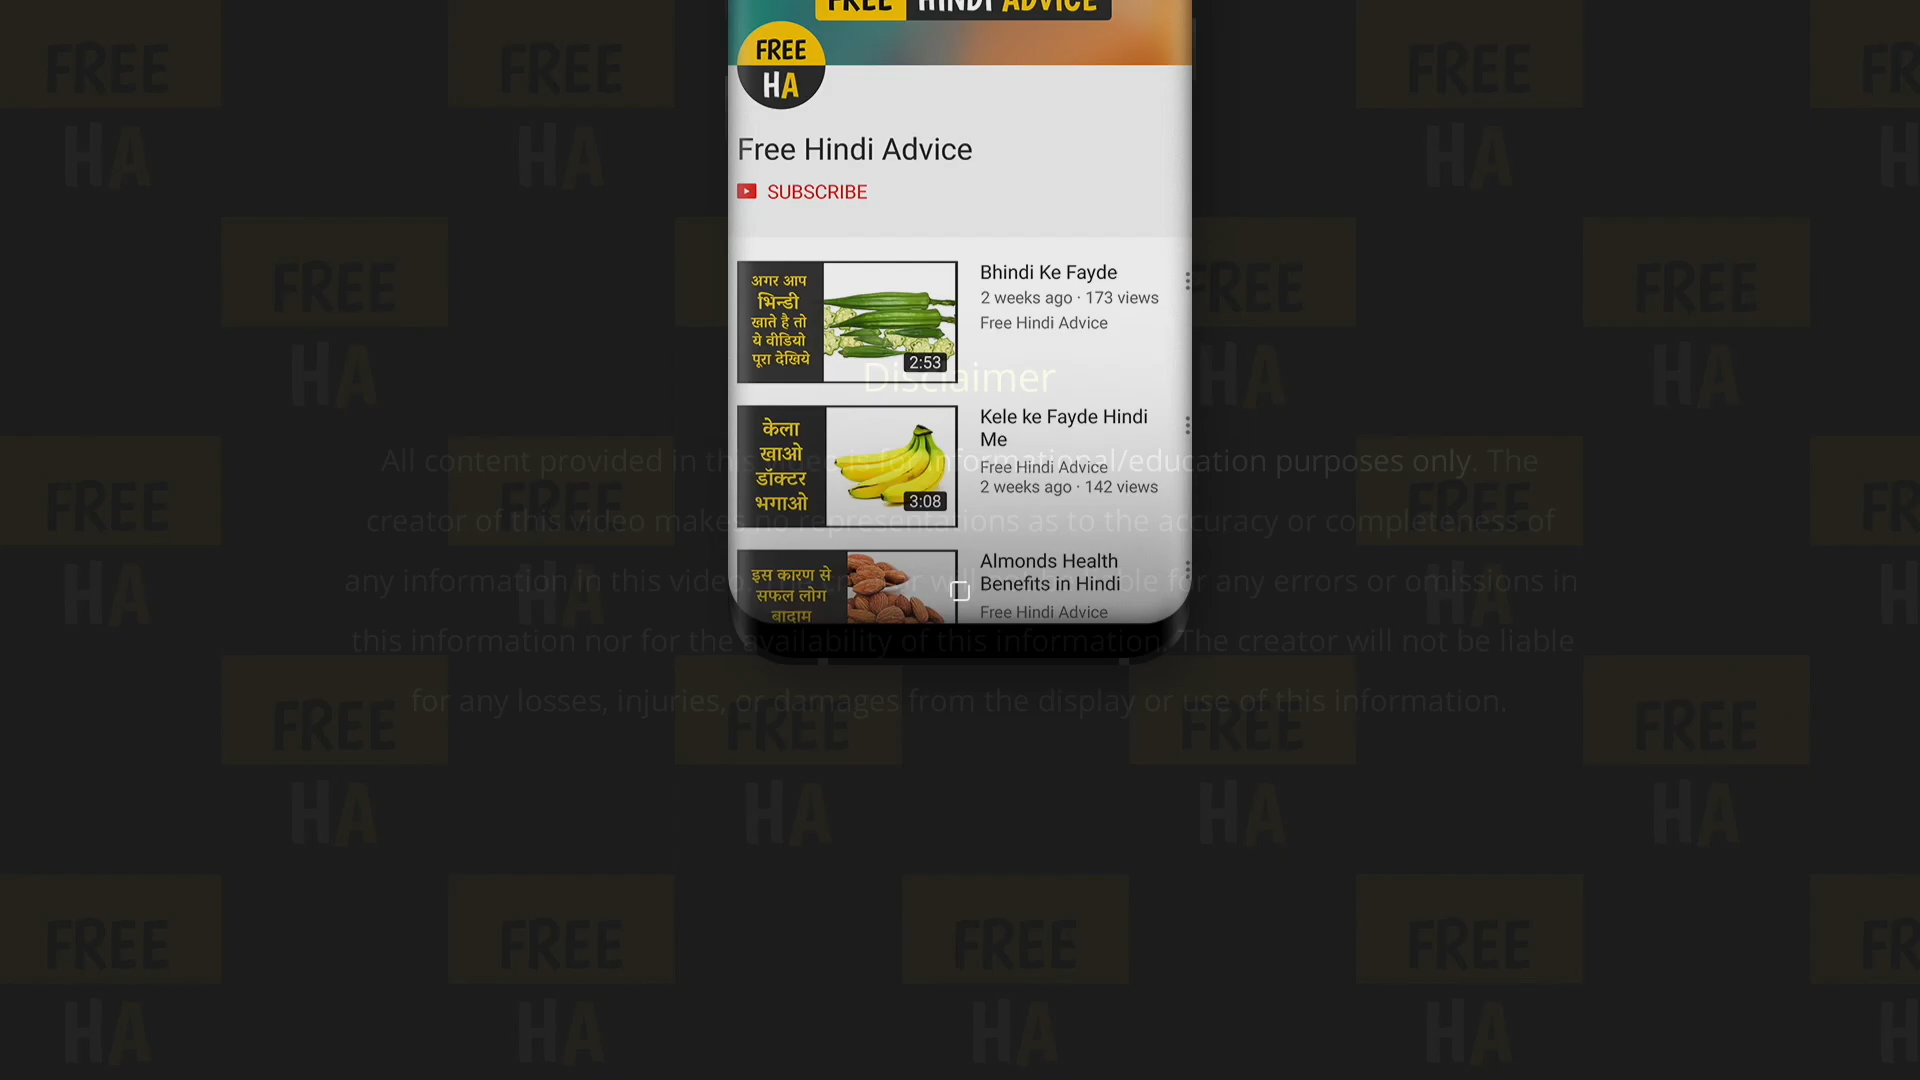 FREE HINDI ADVICE
FREE
HA
Free Hindi Advice
SUBSCRIBE
अगर आप
भिन्डी
खाते है तो
ये वीडियो
पूरा देखिये
2:53
Bhindi Ke Fayde
2 weeks ago · 173 views
Free Hindi Advice
Disclaimer
केला
खाओ
डॉक्टर
भगाओ
3:08
Kele ke Fayde Hindi
Me
Free Hindi Advice
2 weeks ago · 142 views
इस कारण से
सफल लोग
बादाम
Almonds Health
Benefits in Hindi
Free Hindi Advice
All content provided in this video is for informational/education purposes only. The
creator of this video makes no representations as to the accuracy or completeness of
any information in this video or will be liable for any errors or omissions in
this information nor for the availability of this information. The creator will not be liable
for any losses, injuries, or damages from the display or use of this information.